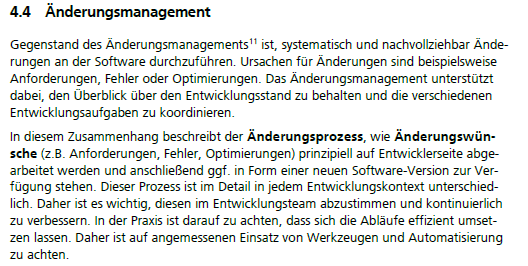 4.4 Änderungsmanagement
Gegenstand des Änderungsmanagements¹¹ ist, systematisch und nachvollziehbar Ände-
rungen an der Software durchzuführen. Ursachen für Änderungen sind beispielsweise
Anforderungen, Fehler oder Optimierungen. Das Änderungsmanagement unterstützt
dabei, den Überblick über den Entwicklungsstand zu behalten und die verschiedenen
Entwicklungsaufgaben zu koordinieren.
In diesem Zusammenhang beschreibt der Änderungsprozess, wie Änderungswün-
sche (z.B. Anforderungen, Fehler, Optimierungen) prinzipiell auf Entwicklerseite abge-
arbeitet werden und anschließend ggf. in Form einer neuen Software-Version zur Ver-
fügung stehen. Dieser Prozess ist im Detail in jedem Entwicklungskontext unterschied-
lich. Daher ist es wichtig, diesen im Entwicklungsteam abzustimmen und kontinuierlich
zu verbessern. In der Praxis ist darauf zu achten, dass sich die Abläufe effizient umset-
zen lassen. Daher ist auf angemessenen Einsatz von Werkzeugen und Automatisierung
zu achten.